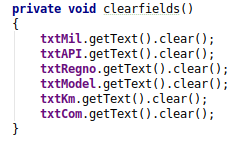 private void clearfields()
{
    txtMil.getText().clear();
    txtAPI.getText().clear();
    txtRegno.getText().clear();
    txtModel.getText().clear();
    txtKm.getText().clear();
    txtCom.getText().clear();
}